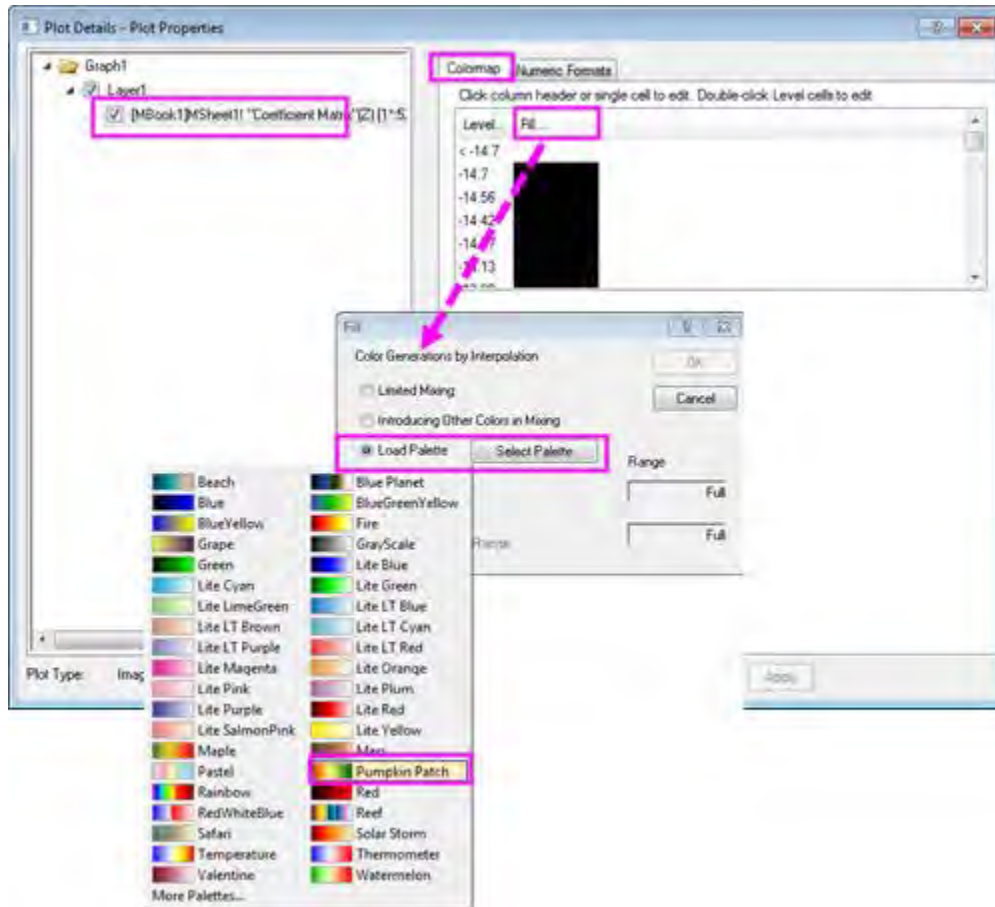 Plot Details - Plot Properties
Graph1
Layer1
[MBook1]MSheet1! "Coefficient Matrix"(Z) [1*:5
Colormap
Numeric Formats
Click column header or single cell to edit. Double-click Level cells to edit
Level...
Fill...
< -14.7
-14.7
-14.56
-14.42
Fill
Color Generations by Interpolation
OK
Limited Mixing
Cancel
Introducing Other Colors in Mixing
Load Palette
Select Palette
Range
Full
Range
Full
Beach
Blue Planet
Blue
BlueGreenYellow
BlueYellow
Fire
Grape
GrayScale
Green
Lite Blue
Lite Cyan
Lite Green
Lite LimeGreen
Lite LT Blue
Lite LT Brown
Lite LT Cyan
Lite LT Purple
Lite LT Red
Lite Magenta
Lite Orange
Lite Pink
Lite Plum
Lite Purple
Lite Red
Lite SalmonPink
Lite Yellow
Maple
Pastel
Pumpkin Patch
Rainbow
Red
RedWhiteBlue
Reef
Safari
Solar Storm
Temperature
Thermometer
Valentine
Watermelon
More Palettes...
Plot Type:
Imag
Apply